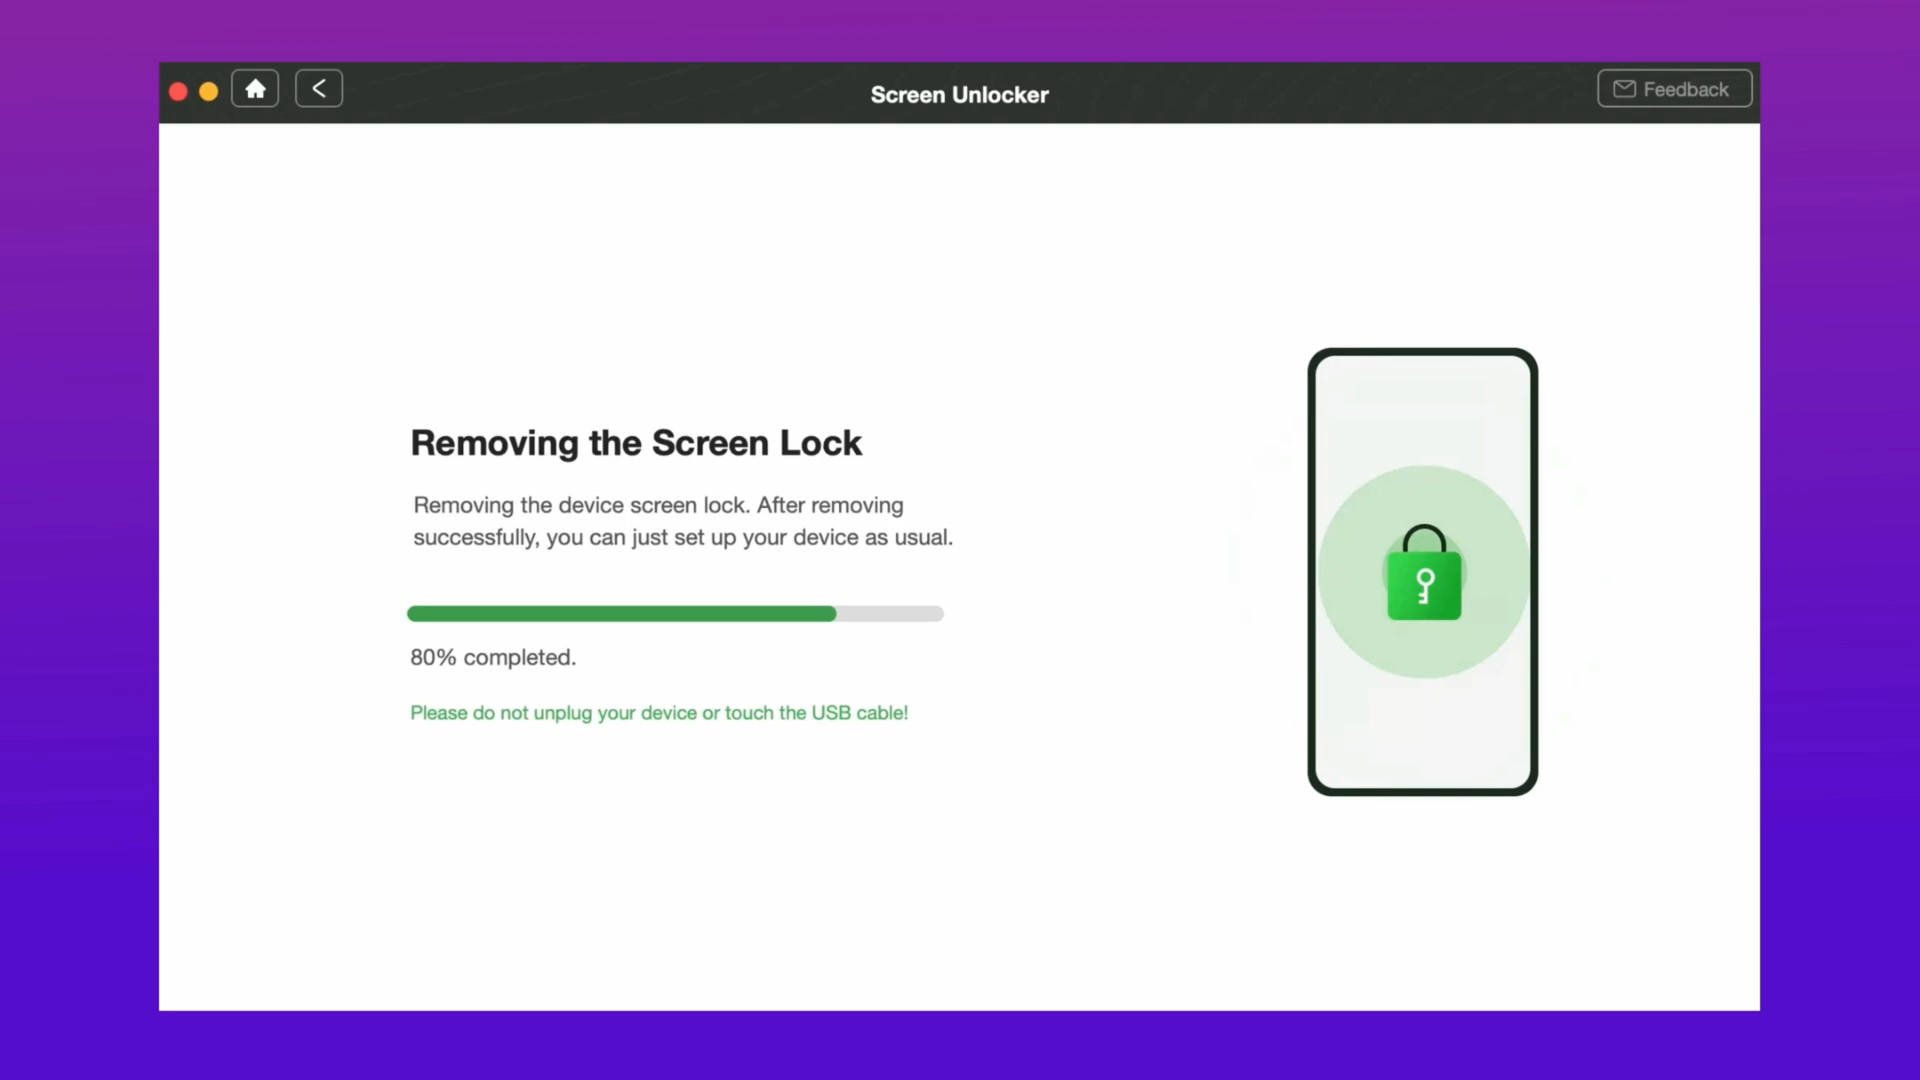 Screen Unlocker
Feedback
Removing the Screen Lock
Removing the device screen lock. After removing
successfully, you can just set up your device as usual.
80% completed.
Please do not unplug your device or touch the USB cable!